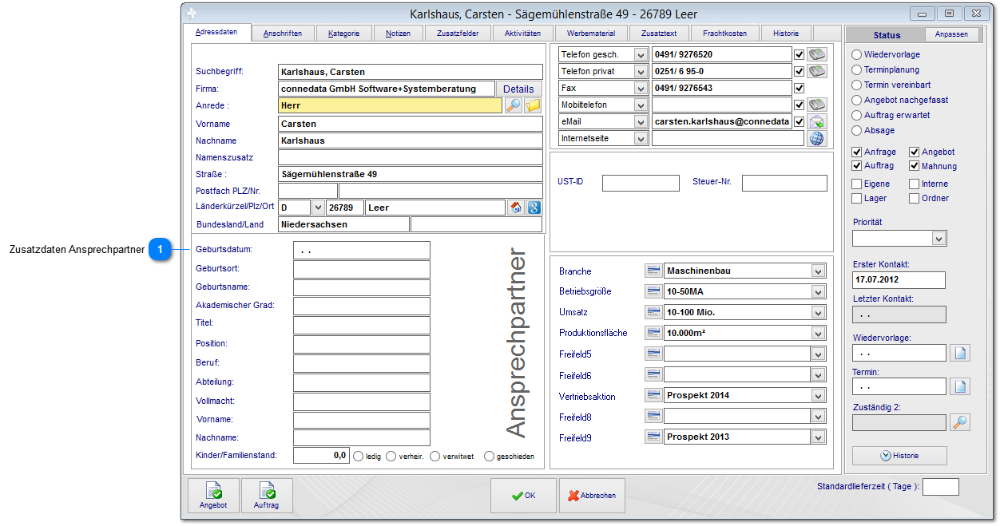 Karlshaus, Carsten - Sägemühlenstraße 49 - 26789 Leer
Adressdaten Anschriften Kategorie Notizen Zusatzfelder Aktivitäten Werbematerial Zusatztext Frachtkosten Historie
Suchbegriff: Karlshaus, Carsten
Firma: connedata GmbH Software+Systemberatung Details
Anrede : Herr
Vorname Carsten
Nachname Karlshaus
Namenszusatz
Straße : Sägemühlenstraße 49
Postfach PLZ/Nr.
Länderkürzel/Plz/Ort D 26789 Leer
Bundesland/Land Niedersachsen
Zusatzdaten Ansprechpartner 1
Geburtsdatum: . .
Geburtsort:
Geburtsname:
Akademischer Grad:
Titel:
Position:
Beruf:
Abteilung:
Vollmacht:
Vorname:
Nachname:
Kinder/Familienstand: 0,0 ledig verheir. verwitwet geschieden
Ansprechpartner
Telefon gesch. 0491/ 9276520
Telefon privat 0251/ 6 95-0
Fax 0491/ 9276543
Mobiltelefon
eMail carsten.karlshaus@connedata
Internetseite
UST-ID Steuer-Nr.
Branche Maschinenbau
Betriebsgröße 10-50MA
Umsatz 10-100 Mio.
Produktionsfläche 10.000m²
Freifeld5
Freifeld6
Vertriebsaktion Prospekt 2014
Freifeld8
Freifeld9 Prospekt 2013
Status Anpassen
Wiedervorlage
Terminplanung
Termin vereinbart
Angebot nachgefasst
Auftrag erwartet
Absage
Anfrage Angebot
Auftrag Mahnung
Eigene Interne
Lager Ordner
Priorität
Erster Kontakt:
17.07.2012
Letzter Kontakt:
. .
Wiedervorlage:
. .
Termin:
. .
Zuständig 2:
Historie
Angebot Auftrag OK Abbrechen
Standardlieferzeit ( Tage ):